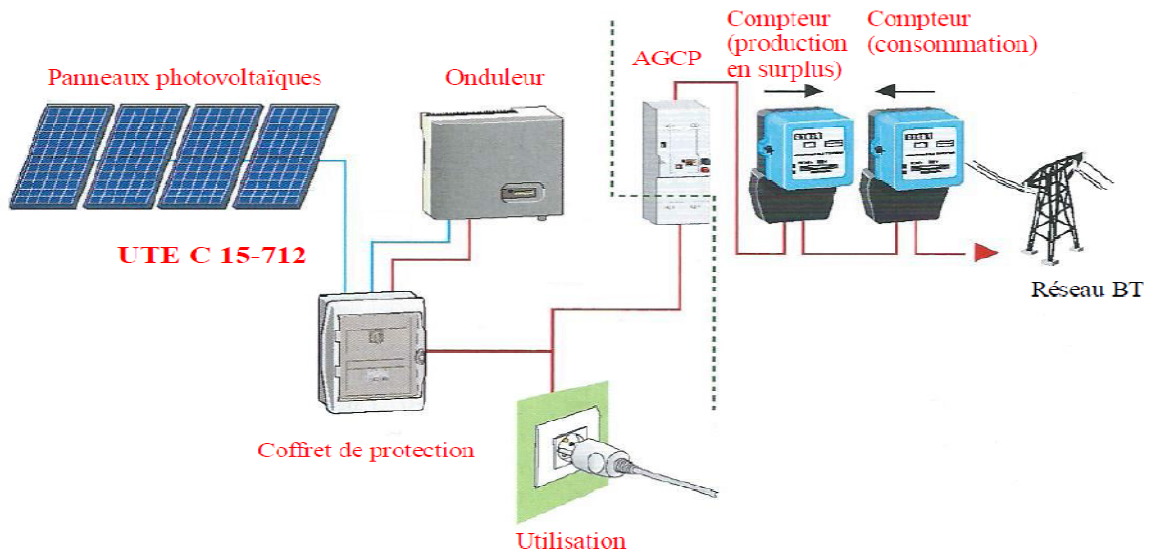 Compteur
(production
en surplus)
Compteur
(consommation)
AGCP
Panneaux photovoltaïques
Onduleur
UTE C 15-712
Réseau BT
Coffret de protection
Utilisation